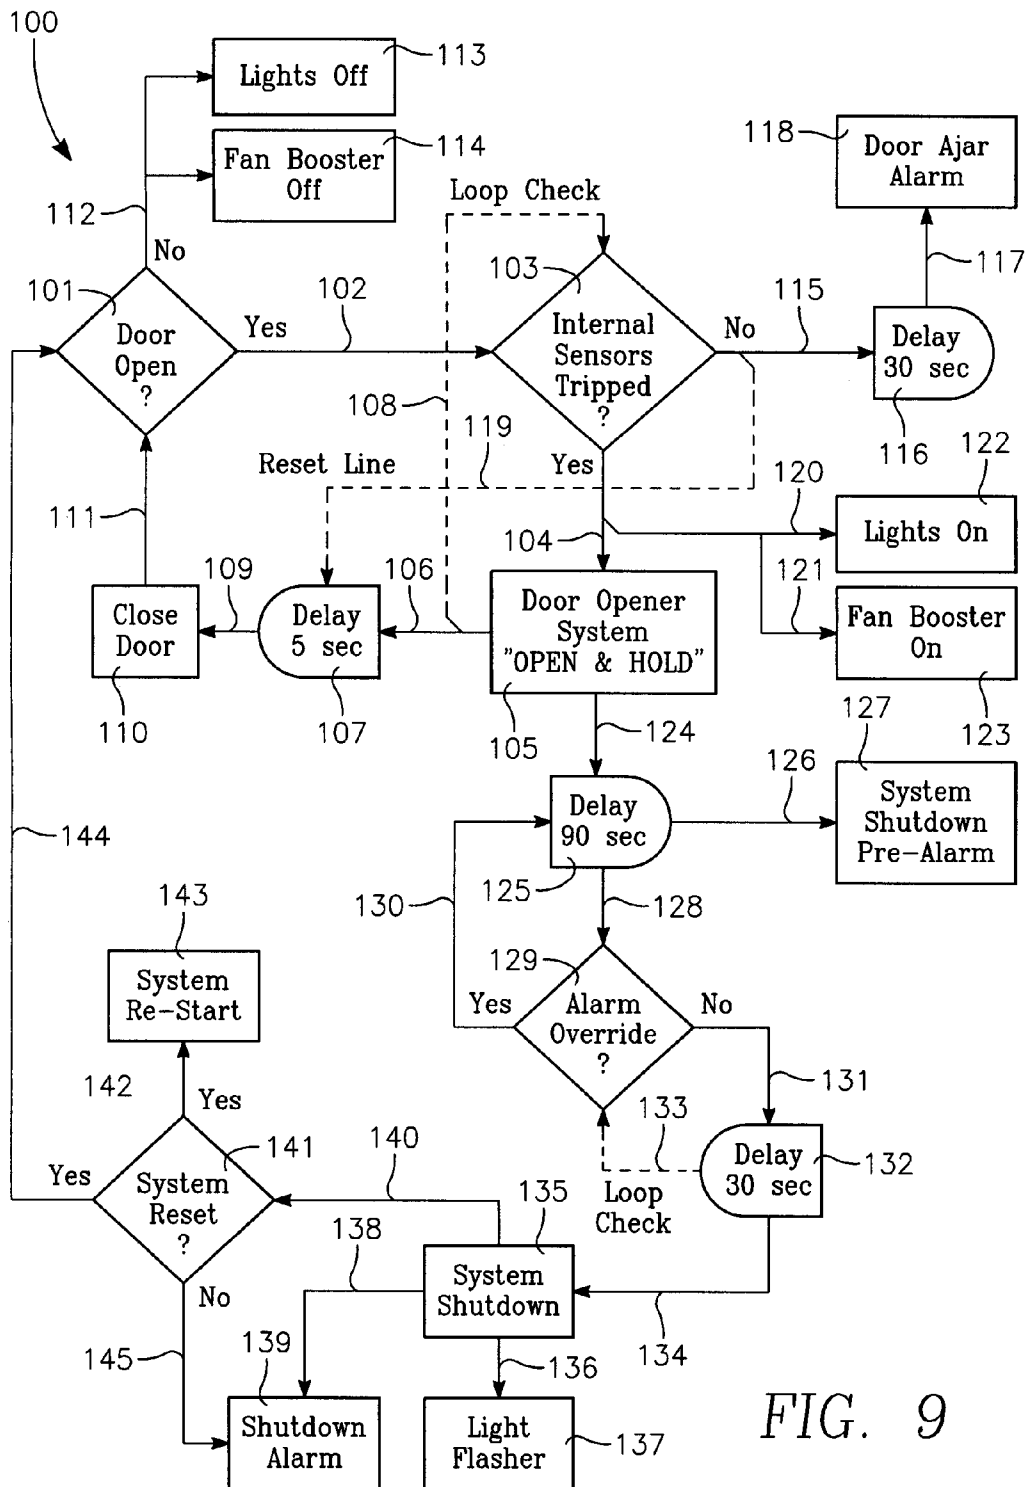 100
Lights Off
113
Fan Booster
Off
114
118
Door Ajar
Alarm
Loop Check
112
No
103
117
101
102
115
Door
Open
?
Yes
Internal
Sensors
Tripped
?
No
Delay
30 sec
108
119
116
122
Reset Line
Yes
120
111
104
Lights On
109
106
121
Close
Door
Delay
5 sec
Door Opener
System
"OPEN & HOLD"
Fan Booster
On
110
107
105
124
123
127
126
Delay
90 sec
System
Shutdown
Pre-Alarm
144
125
130
128
143
129
System
Re-Start
Yes
Alarm
Override
?
No
131
142
Yes
133
141
140
Delay
30 sec
132
Yes
System
Reset
?
Loop
Check
135
138
No
System
Shutdown
134
139
145
136
Shutdown
Alarm
Light
Flasher
137
FIG. 9